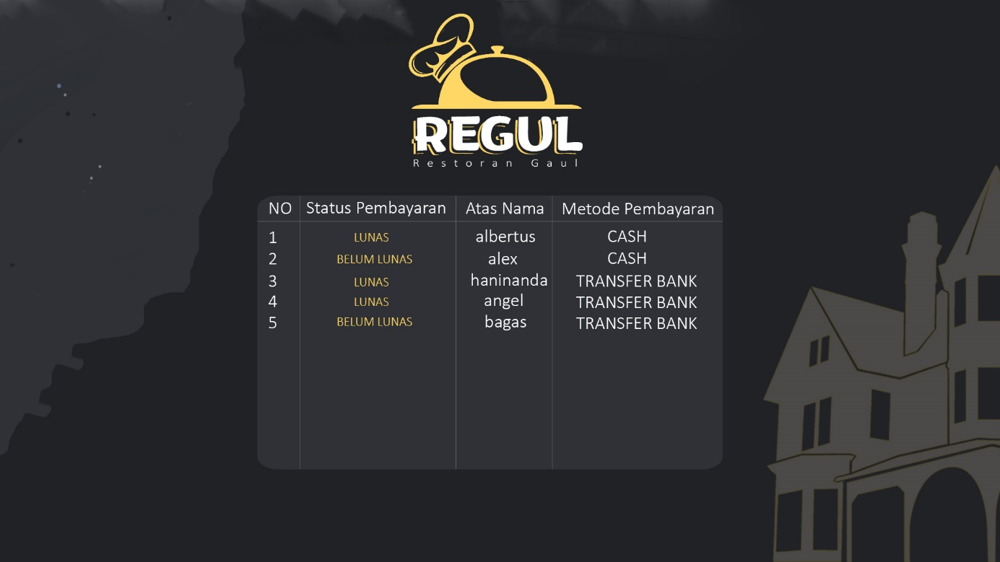 REGUL
Restoran Gaul
NO Status Pembayaran Atas Nama Metode Pembayaran
1 LUNAS albertus CASH
2 BELUM LUNAS alex CASH
3 LUNAS haninanda TRANSFER BANK
4 LUNAS angel TRANSFER BANK
5 BELUM LUNAS bagas TRANSFER BANK